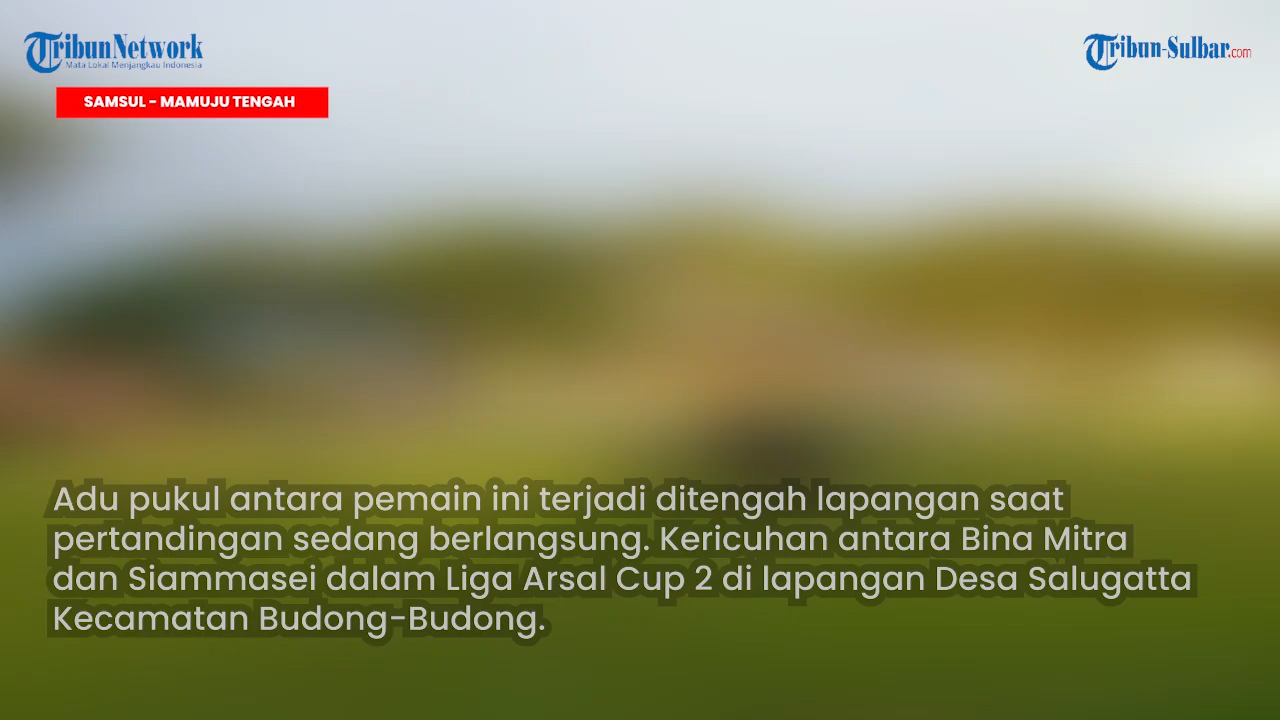 TribunNetwork
Mata Lokal Menjangkau Indonesia
Tribun-Sulbar.com
SAMSUL - MAMUJU TENGAH
Adu pukul antara pemain ini terjadi ditengah lapangan saat
pertandingan sedang berlangsung. Kericuhan antara Bina Mitra
dan Siammasei dalam Liga Arsal Cup 2 di lapangan Desa Salugatta
Kecamatan Budong-Budong.